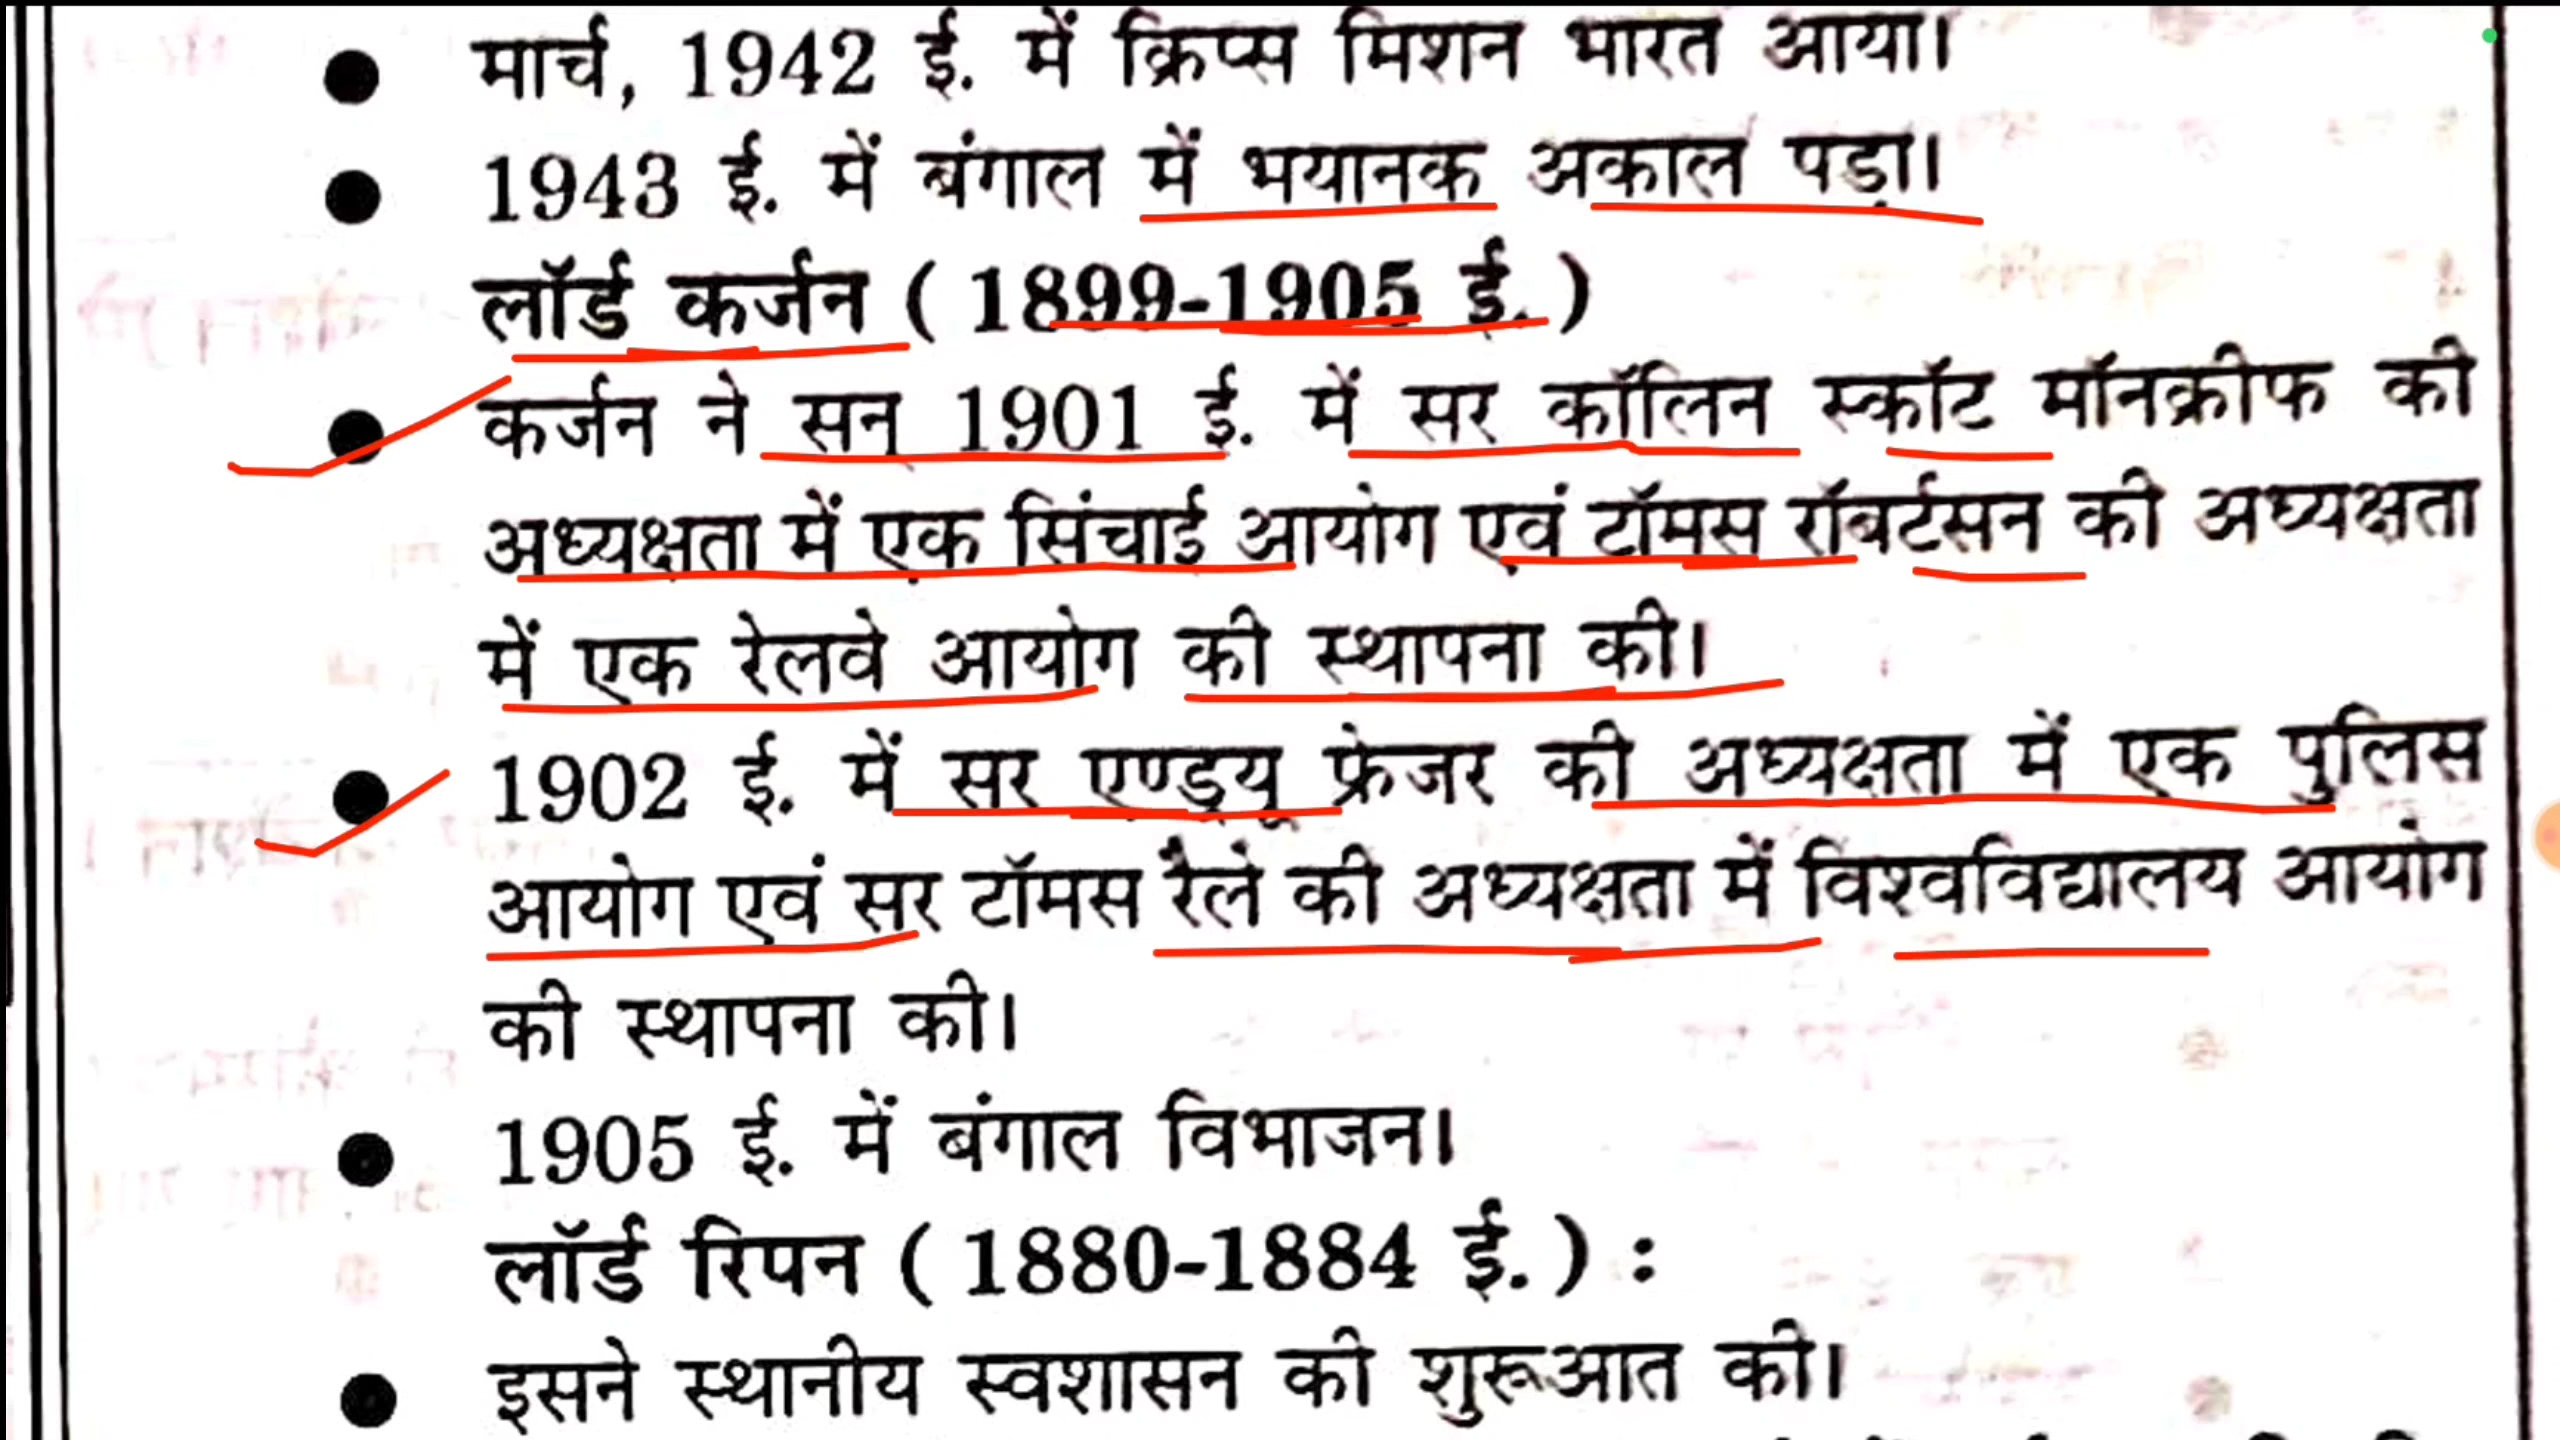 मार्च, 1942 ई. में क्रिप्स मिशन भारत आया।
1943 ई. में बंगाल में भयानक अकाल पड़ा।
लॉर्ड कर्जन ( 1899-1905 ई. )
कर्जन ने सन् 1901 ई. में सर कॉलिन स्कॉट मॉनक्रीफ की
अध्यक्षता में एक सिंचाई आयोग एवं टॉमस रॉबर्टसन की अध्यक्षता
में एक रेलवे आयोग की स्थापना की।
1902 ई. में सर एण्ड्रयू फ्रेजर की अध्यक्षता में एक पुलिस
आयोग एवं सर टॉमस रैले की अध्यक्षता में विश्वविद्यालय आयोग
की स्थापना की।
1905 ई. में बंगाल विभाजन।
लॉर्ड रिपन ( 1880-1884 ई. ) :
इसने स्थानीय स्वशासन की शुरूआत की।